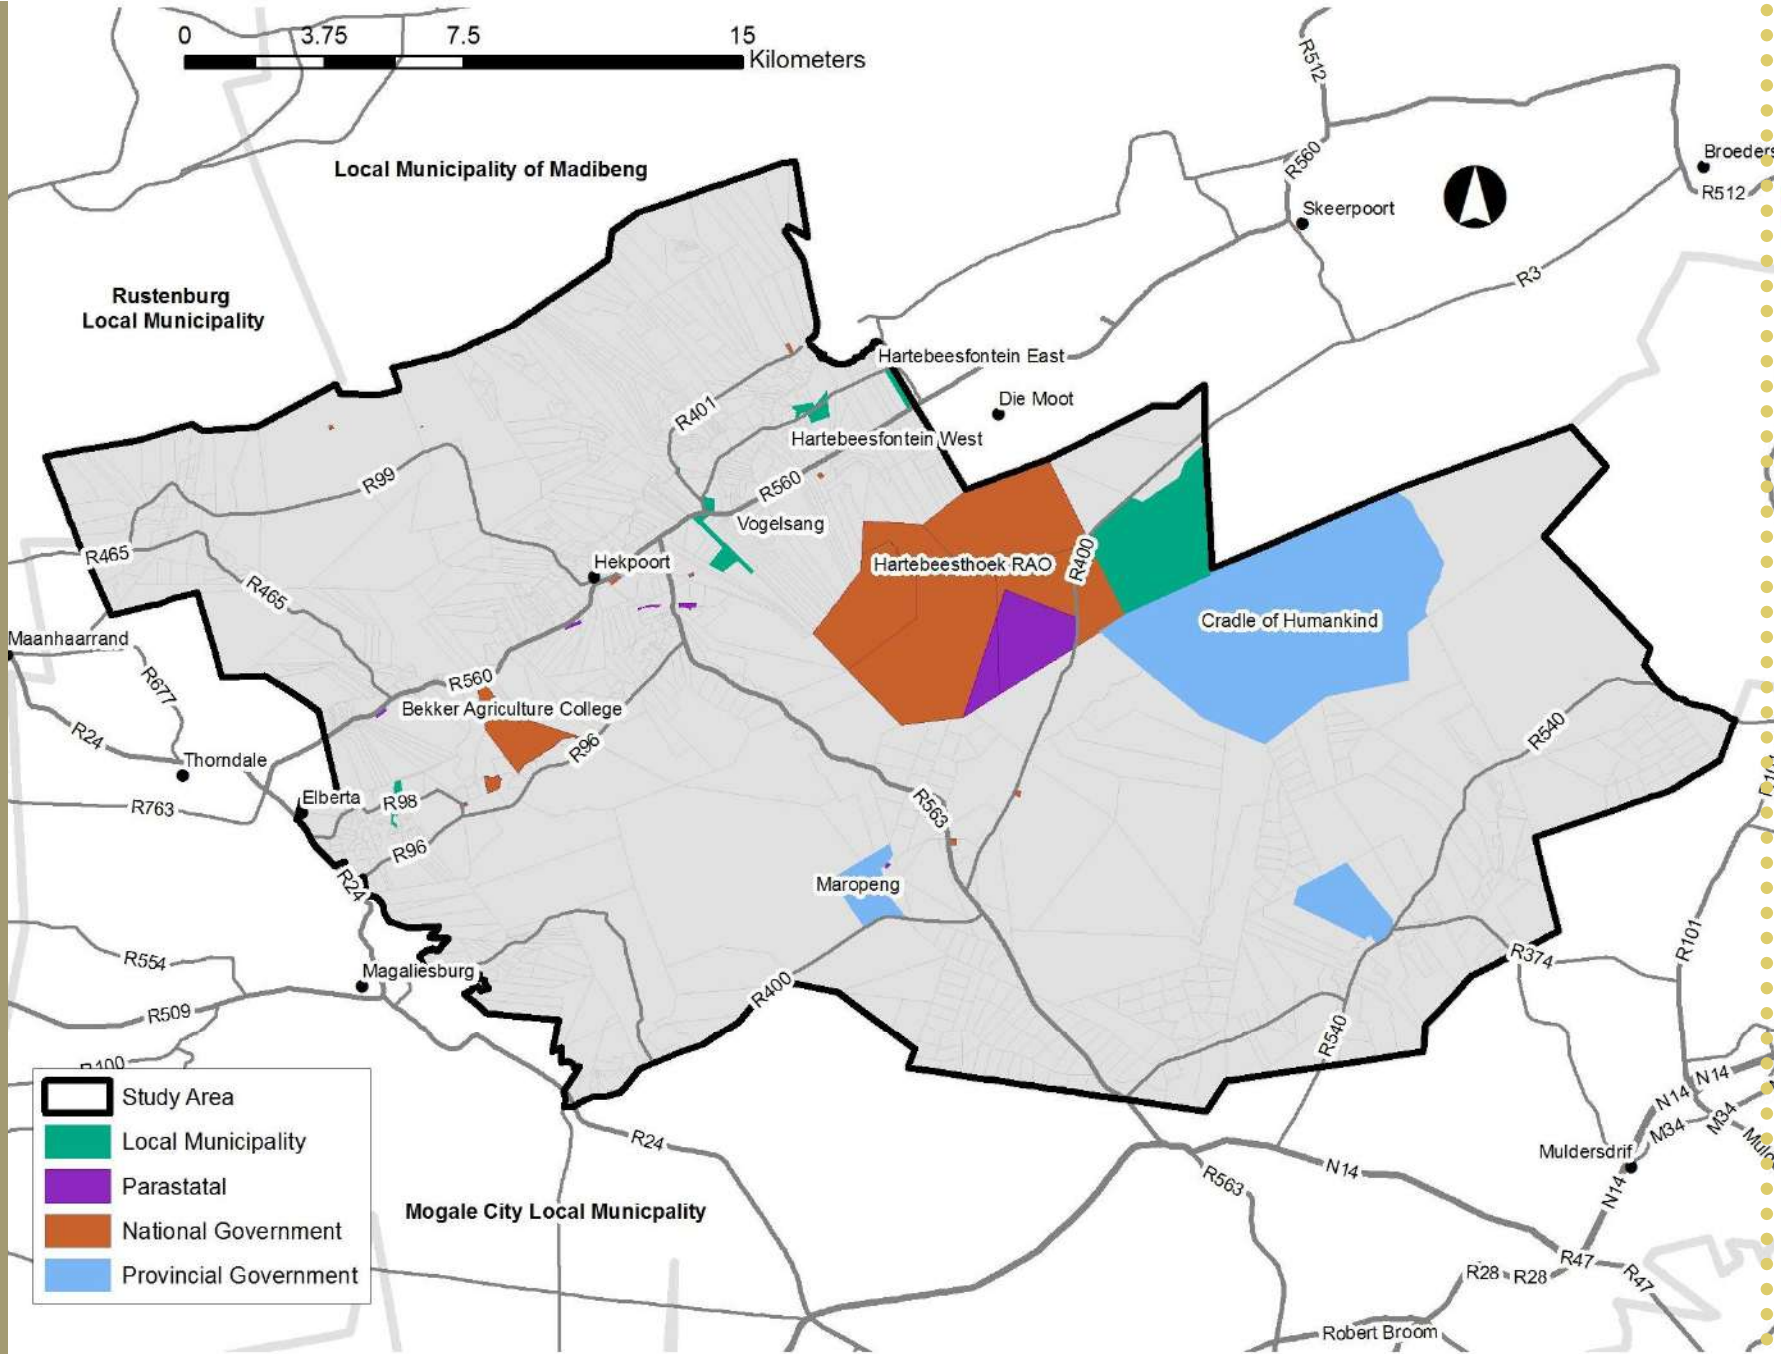 0 3.75 7.5 15
Kilometers
R512
Local Municipality of Madibeng
R560
Broeders
R512
Skeerpoort
R3
Rustenburg
Local Municipality
Hartebeesfontein East
Die Moot
R401
Hartebeesfontein West
R99
R560
Vogelsang
R465
Hekpoort
Hartebeesthoek RAO
R400
R465
Cradle of Humankind
Maanhaarrand
R677
R560
Bekker Agriculture College
R24
R96
R540
Thorndale
Elberta
R98
R763
R563
R96
R24
Maropeng
R554
Magaliesburg
R400
R374
R101
R509
R540
R100
N14
N14
M34
M34
Study Area
Local Municipality
Parastatal
National Government
Provincial Government
R24
Muldersdrif
N14
R563
N14
Mogale City Local Municpality
R47
R47
R28
R28
Robert Broom